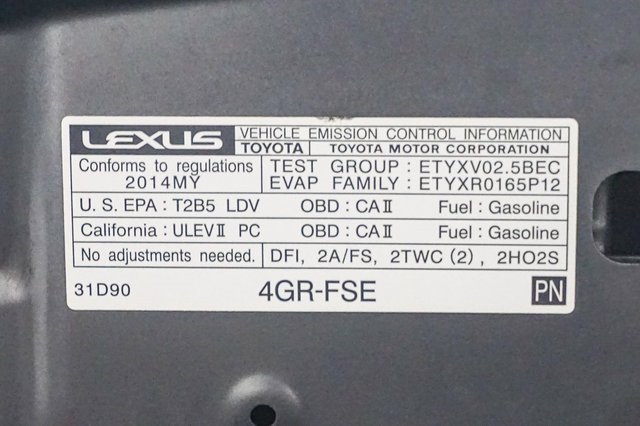 LEXUS VEHICLE EMISSION CONTROL INFORMATION
TOYOTA TOYOTA MOTOR CORPORATION
Conforms to regulations TEST GROUP : ETYXV02.5BEC
2014MY EVAP FAMILY : ETYXR0165P12
U. S. EPA : T2B5 LDV OBD : CAⅡ Fuel : Gasoline
California : ULEVⅡ PC OBD : CAⅡ Fuel : Gasoline
No adjustments needed. DFI, 2A/FS, 2TWC (2) , 2HO2S
31D90 4GR-FSE PN